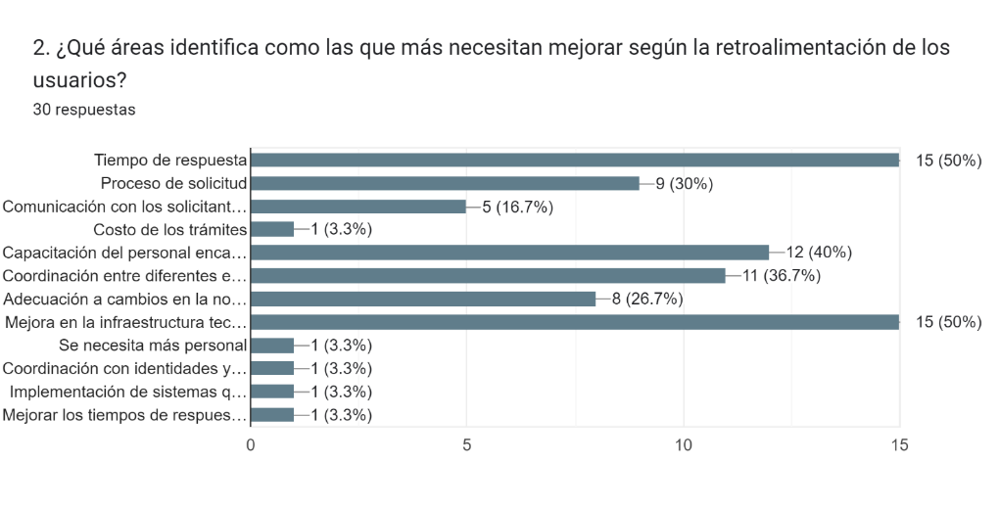 2. ¿Qué áreas identifica como las que más necesitan mejorar según la retroalimentación de los
usuarios?
30 respuestas
Tiempo de respuesta 15 (50%)
Proceso de solicitud 9 (30%)
Comunicación con los solicitant... 5 (16.7%)
Costo de los trámites 1 (3.3%)
Capacitación del personal enca... 12 (40%)
Coordinación entre diferentes e... 11 (36.7%)
Adecuación a cambios en la no... 8 (26.7%)
Mejora en la infraestructura tec... 15 (50%)
Se necesita más personal 1 (3.3%)
Coordinación con identidades y... 1 (3.3%)
Implementación de sistemas q... 1 (3.3%)
Mejorar los tiempos de respues... 1 (3.3%)
0 5 10 15